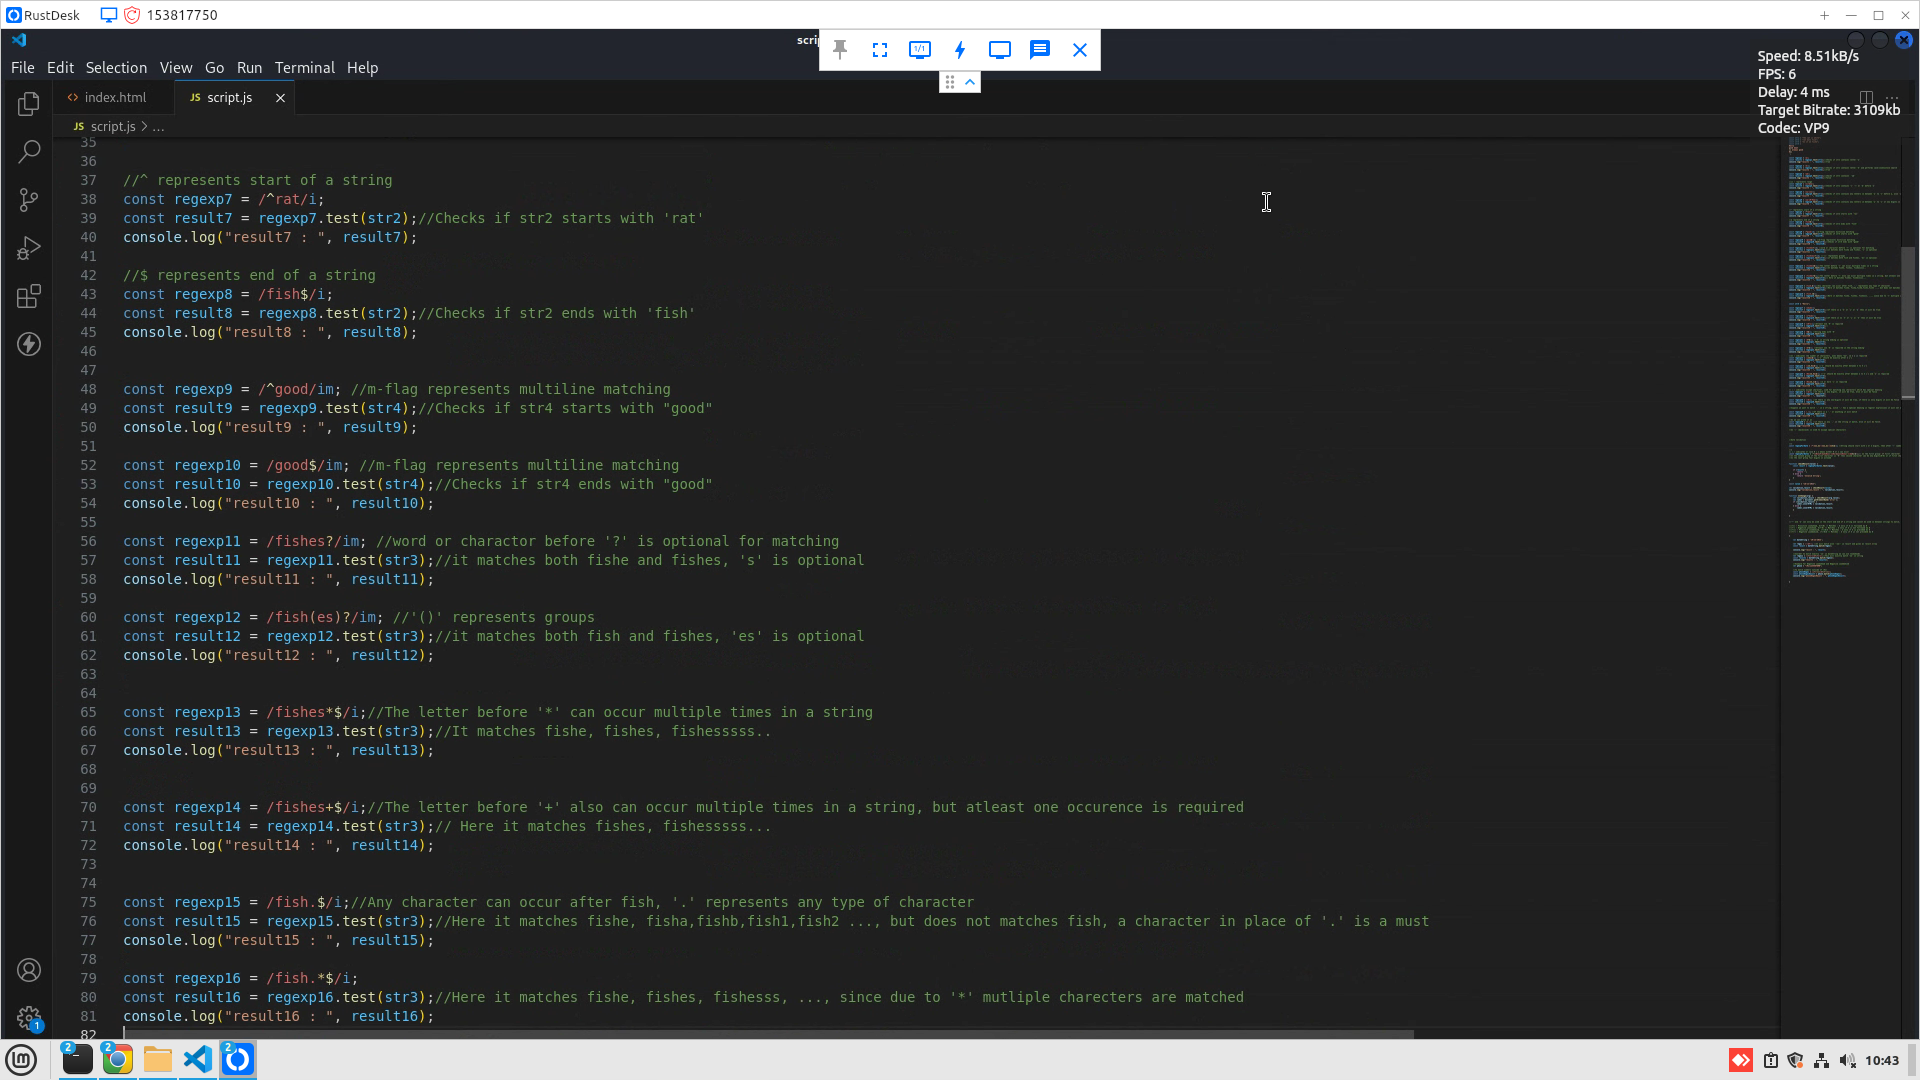 RustDesk 153817750
scrip
File Edit Selection View Go Run Terminal Help
1/1
Speed: 8.51kB/s
FPS: 6
Delay: 4 ms
Target Bitrate: 3109kb
Codec: VP9
<> index.html JS script.js
JS script.js > ...
35
36
37 //^ represents start of a string
38 const regexp7 = /^rat/i;
39 const result7 = regexp7.test(str2);//Checks if str2 starts with 'rat'
40 console.log("result7 : ", result7);
41
42 //$ represents end of a string
43 const regexp8 = /fish$/i;
44 const result8 = regexp8.test(str2);//Checks if str2 ends with 'fish'
45 console.log("result8 : ", result8);
46
47
48 const regexp9 = /^good/im; //m-flag represents multiline matching
49 const result9 = regexp9.test(str4);//Checks if str4 starts with "good"
50 console.log("result9 : ", result9);
51
52 const regexp10 = /good$/im; //m-flag represents multiline matching
53 const result10 = regexp10.test(str4);//Checks if str4 ends with "good"
54 console.log("result10 : ", result10);
55
56 const regexp11 = /fishes?/im; //word or charactor before '?' is optional for matching
57 const result11 = regexp11.test(str3);//it matches both fishe and fishes, 's' is optional
58 console.log("result11 : ", result11);
59
60 const regexp12 = /fish(es)?/im; //'()' represents groups
61 const result12 = regexp12.test(str3);//it matches both fish and fishes, 'es' is optional
62 console.log("result12 : ", result12);
63
64
65 const regexp13 = /fishes*$/i;//The letter before '*' can occur multiple times in a string
66 const result13 = regexp13.test(str3);//It matches fishe, fishes, fishesssss..
67 console.log("result13 : ", result13);
68
69
70 const regexp14 = /fishes+$/i;//The letter before '+' also can occur multiple times in a string, but atleast one occurence is required
71 const result14 = regexp14.test(str3);// Here it matches fishes, fishesssss...
72 console.log("result14 : ", result14);
73
74
75 const regexp15 = /fish.$/i;//Any character can occur after fish, '.' represents any type of character
76 const result15 = regexp15.test(str3);//Here it matches fishe, fisha,fishb,fish1,fish2 ..., but does not matches fish, a character in place of '.' is a must
77 console.log("result15 : ", result15);
78
79 const regexp16 = /fish.*$/i;
80 const result16 = regexp16.test(str3);//Here it matches fishe, fishes, fishesss, ..., since due to '*' mutliple charecters are matched
81 console.log("result16 : ", result16);
82
1
2 2 2 10:43